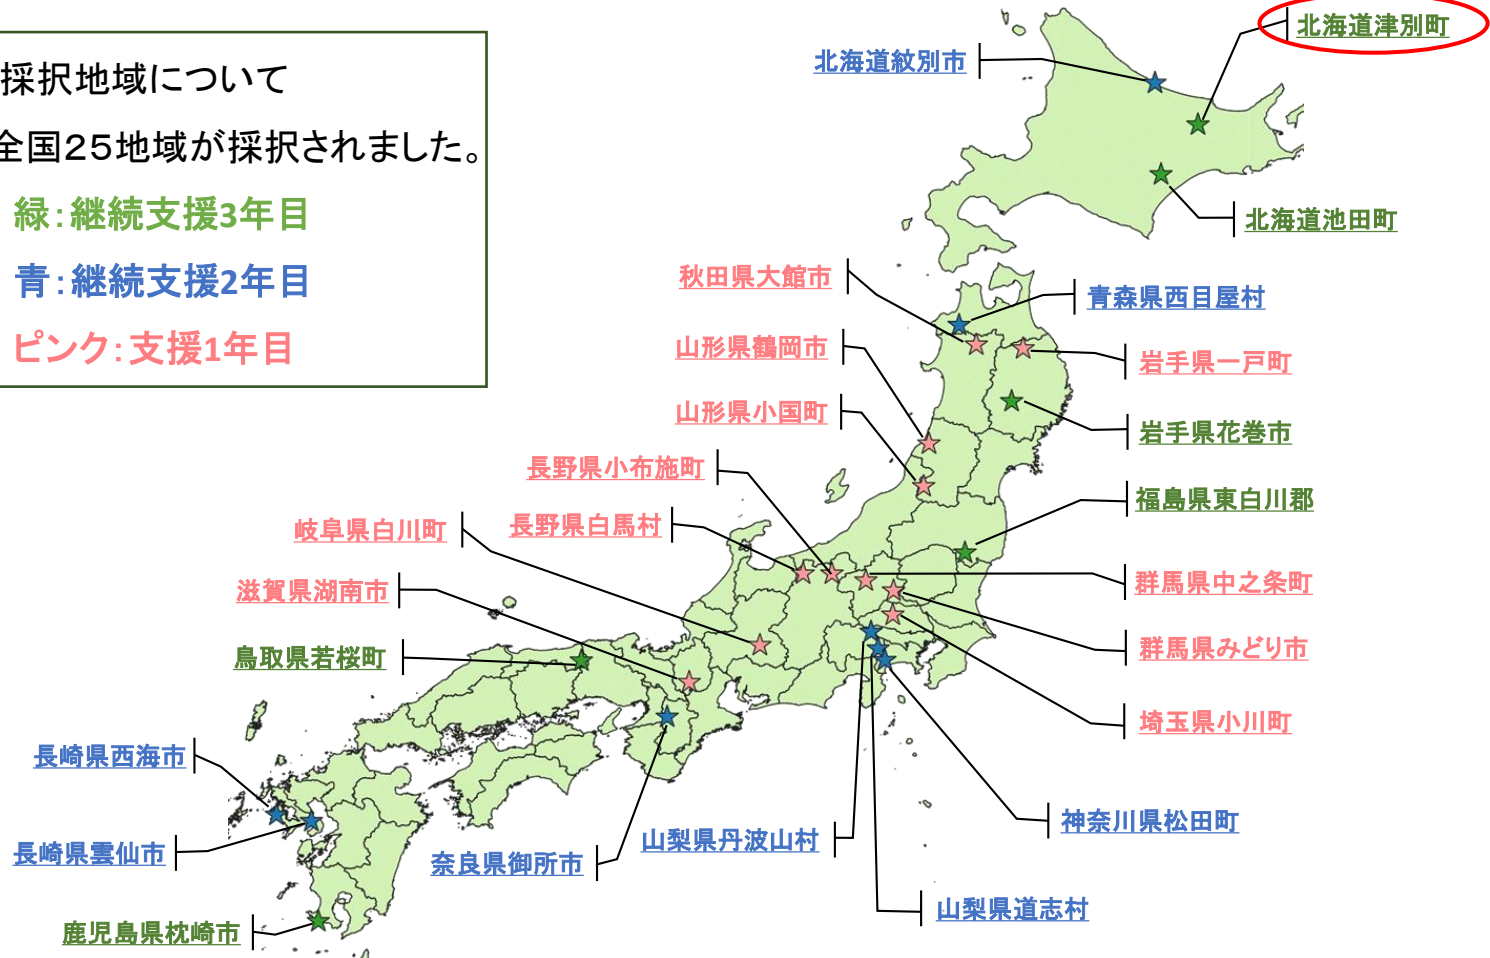 採択地域について
全国25地域が採択されました。
緑：継続支援3年目
青：継続支援2年目
ピンク：支援1年目
北海道津別町
北海道紋別市
北海道池田町
秋田県大館市
青森県西目屋村
山形県鶴岡市
岩手県一戸町
山形県小国町
岩手県花巻市
長野県小布施町
福島県東白川郡
長野県白馬村
岐阜県白川町
群馬県中之条町
滋賀県湖南市
群馬県みどり市
鳥取県若桜町
埼玉県小川町
長崎県西海市
神奈川県松田町
山梨県丹波山村
長崎県雲仙市
奈良県御所市
山梨県道志村
鹿児島県枕崎市